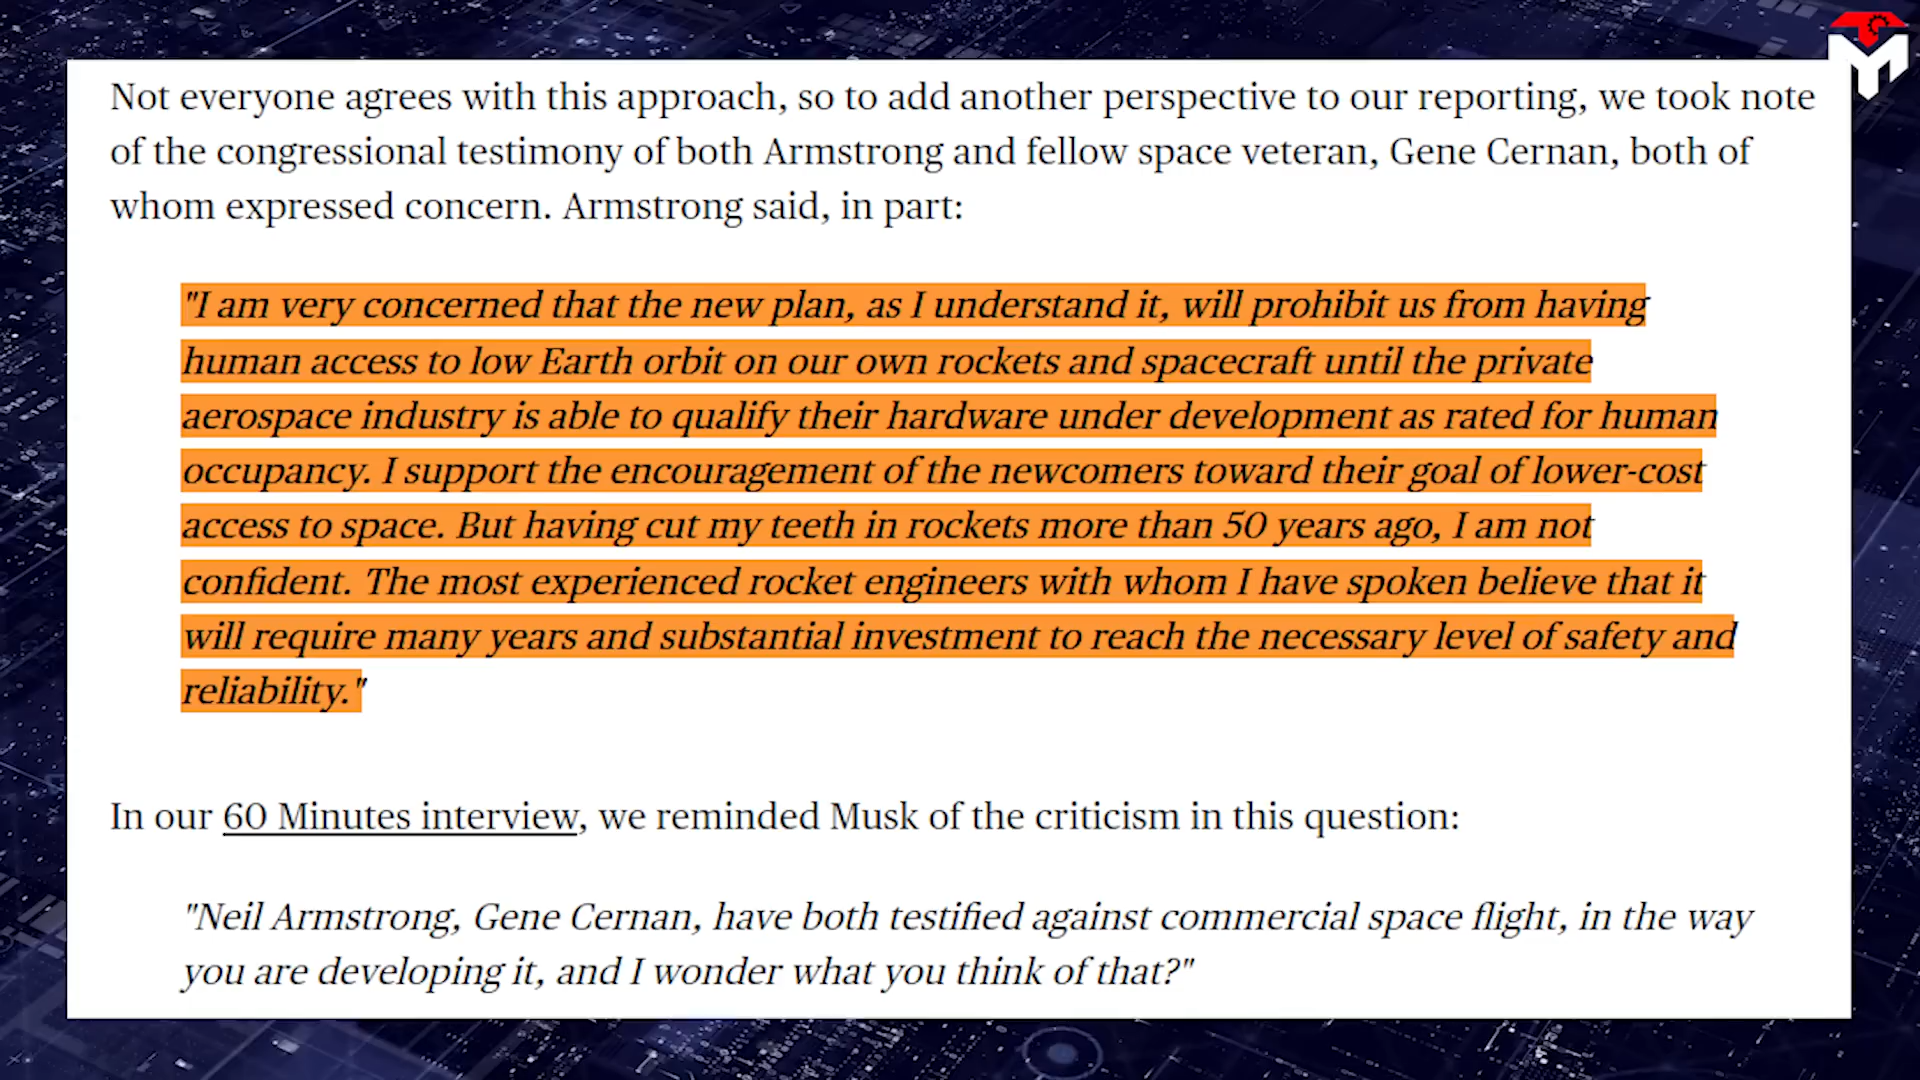 Not everyone agrees with this approach, so to add another perspective to our reporting, we took note
of the congressional testimony of both Armstrong and fellow space veteran, Gene Cernan, both of
whom expressed concern. Armstrong said, in part:
"I am very concerned that the new plan, as I understand it, will prohibit us from having
human access to low Earth orbit on our own rockets and spacecraft until the private
aerospace industry is able to qualify their hardware under development as rated for human
occupancy. I support the encouragement of the newcomers toward their goal of lower-cost
access to space. But having cut my teeth in rockets more than 50 years ago, I am not
confident. The most experienced rocket engineers with whom I have spoken believe that it
will require many years and substantial investment to reach the necessary level of safety and
reliability."
In our 60 Minutes interview, we reminded Musk of the criticism in this question:
"Neil Armstrong, Gene Cernan, have both testified against commercial space flight, in the way
you are developing it, and I wonder what you think of that?"